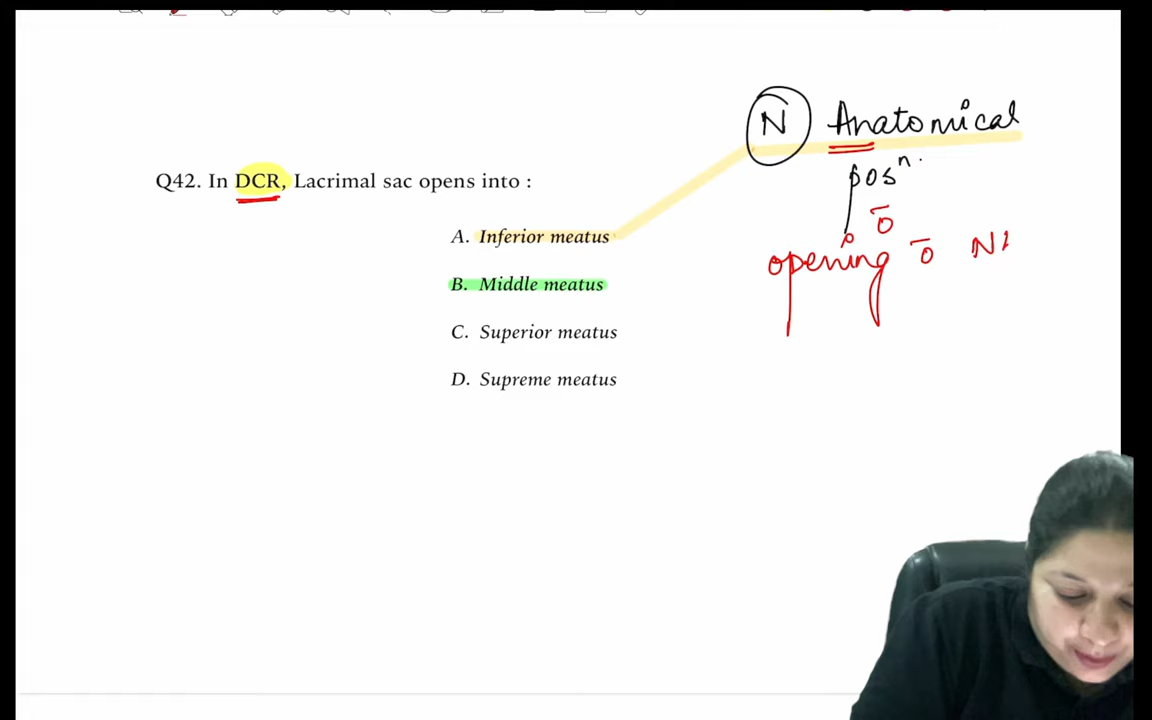 N Anatomical
posⁿ.
Q42. In DCR, Lacrimal sac opens into :
A. Inferior meatus
opening ō
B. Middle meatus
C. Superior meatus
D. Supreme meatus